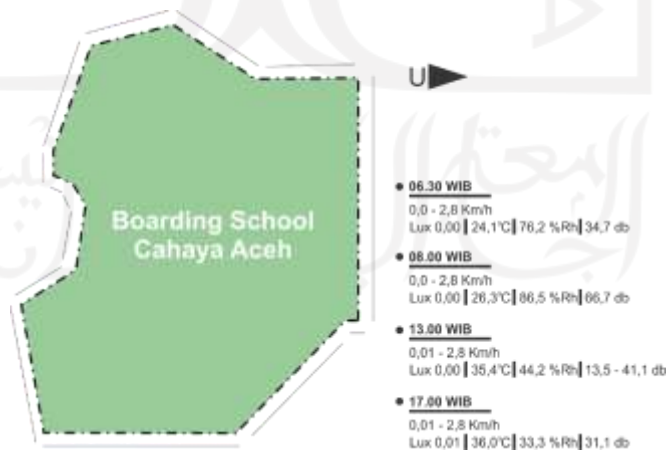 U
Boarding School
Cahaya Aceh
06.30 WIB
0,0 - 2,8 Km/h
Lux 0,00 | 24,1°C | 76,2 %Rh | 34,7 db
08.00 WIB
0,0 - 2,8 Km/h
Lux 0,00 | 26,3°C | 86,5 %Rh | 66,7 db
13.00 WIB
0,01 - 2,8 Km/h
Lux 0,00 | 35,4°C | 44,2 %Rh | 13,5 - 41,1 db
17.00 WIB
0,01 - 2,8 Km/h
Lux 0,01 | 36,0°C | 33,3 %Rh | 31,1 db